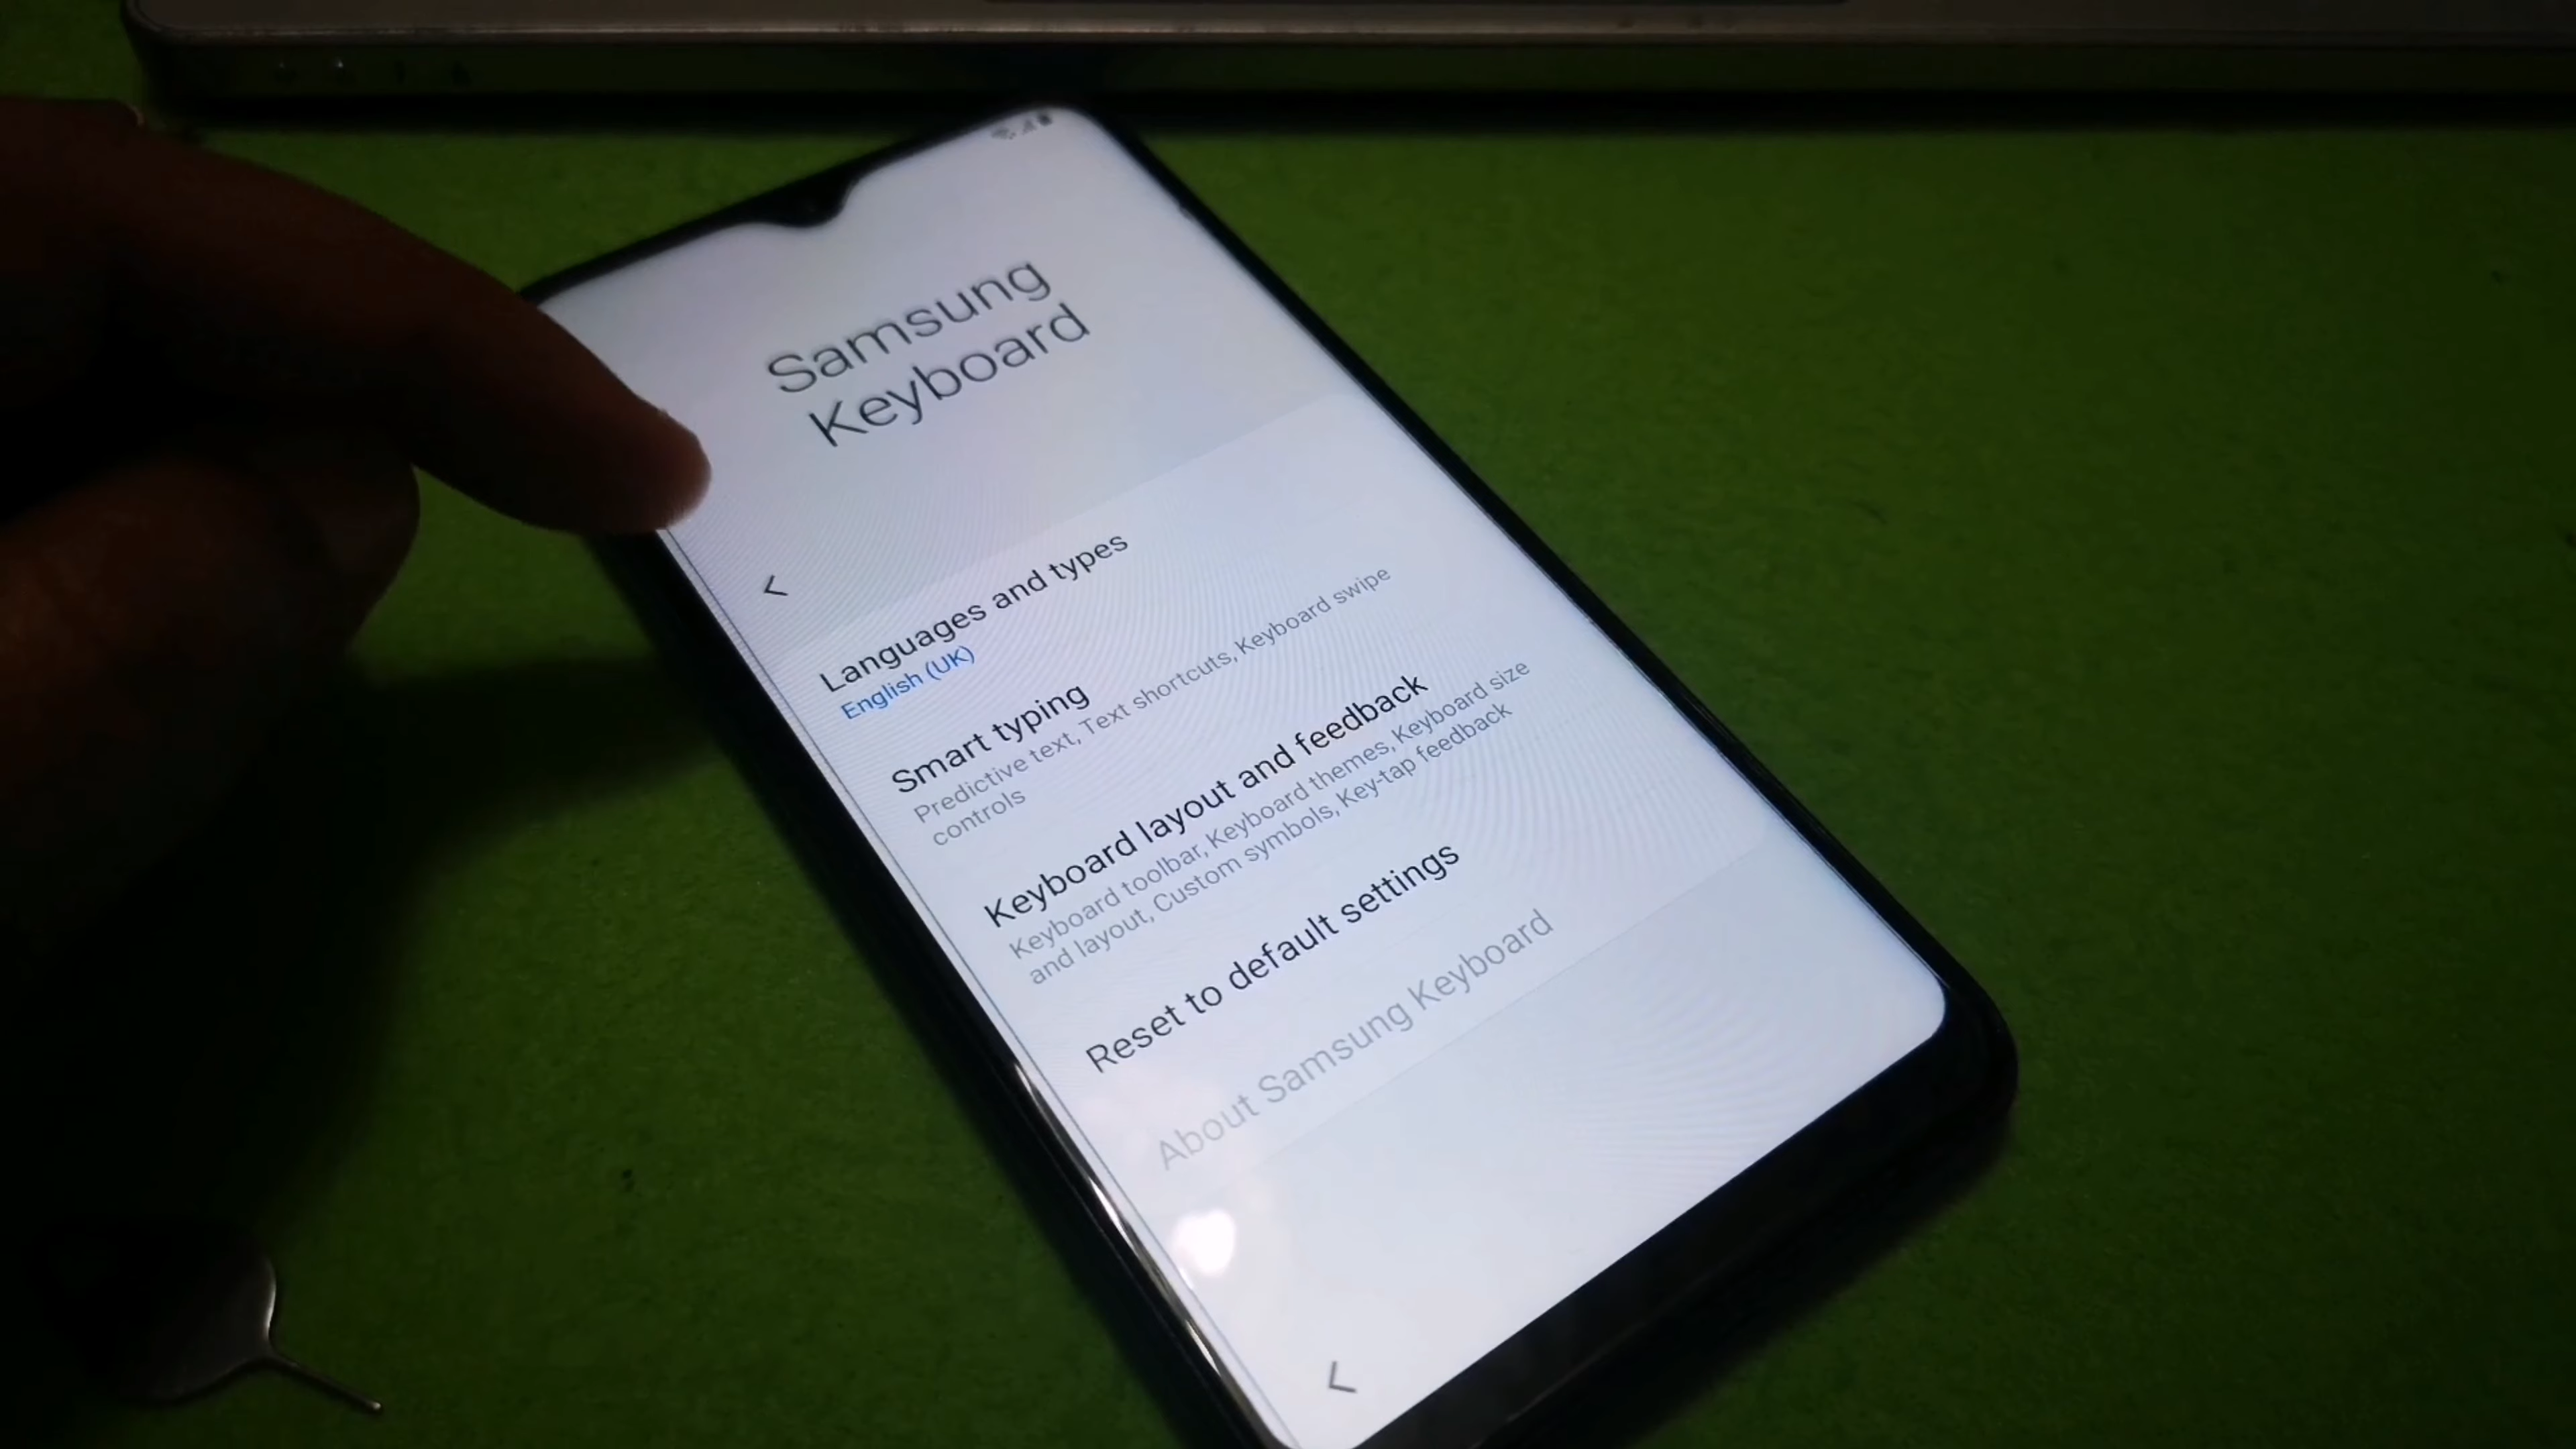 Samsung
Keyboard
Languages and types
English (UK)
Smart typing
Predictive text, Text shortcuts, Keyboard swipe
controls
Keyboard layout and feedback
Keyboard toolbar, Keyboard themes, Keyboard size
and layout, Custom symbols, Key-tap feedback
Reset to default settings
About Samsung Keyboard